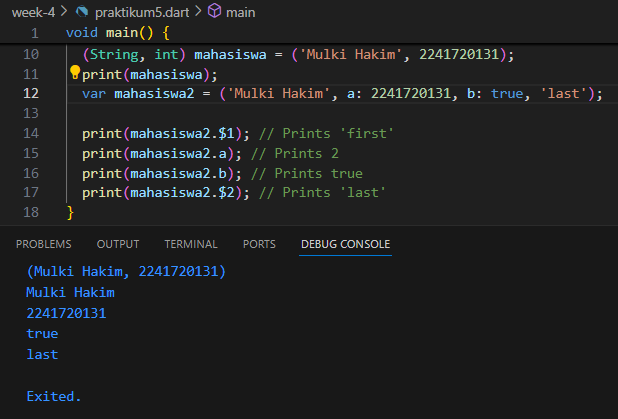 week-4 > praktikum5.dart > main
1 void main() {
10 (String, int) mahasiswa = ('Mulki Hakim', 2241720131);
11 print(mahasiswa);
12 var mahasiswa2 = ('Mulki Hakim', a: 2241720131, b: true, 'last');
13
14 print(mahasiswa2.$1); // Prints 'first'
15 print(mahasiswa2.a); // Prints 2
16 print(mahasiswa2.b); // Prints true
17 print(mahasiswa2.$2); // Prints 'last'
18 }
PROBLEMS OUTPUT TERMINAL PORTS DEBUG CONSOLE
(Mulki Hakim, 2241720131)
Mulki Hakim
2241720131
true
last
Exited.